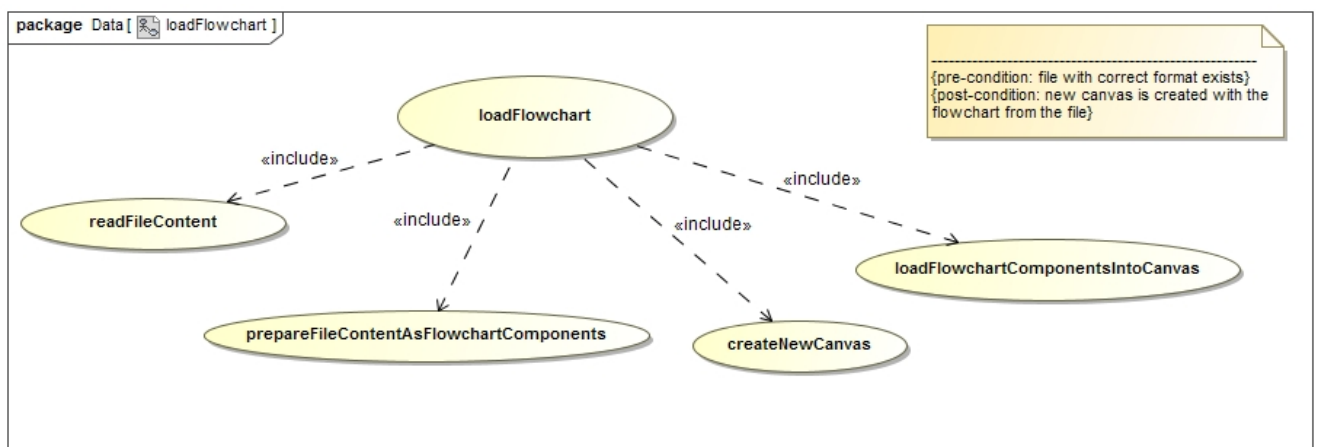 package Data [ loadFlowchart ]
--------------------------------------------------------
{pre-condition: file with correct format exists}
{post-condition: new canvas is created with the
flowchart from the file}
loadFlowchart
«include»
«include»
«include»
«include»
readFileContent
loadFlowchartComponentsIntoCanvas
prepareFileContentAsFlowchartComponents
createNewCanvas